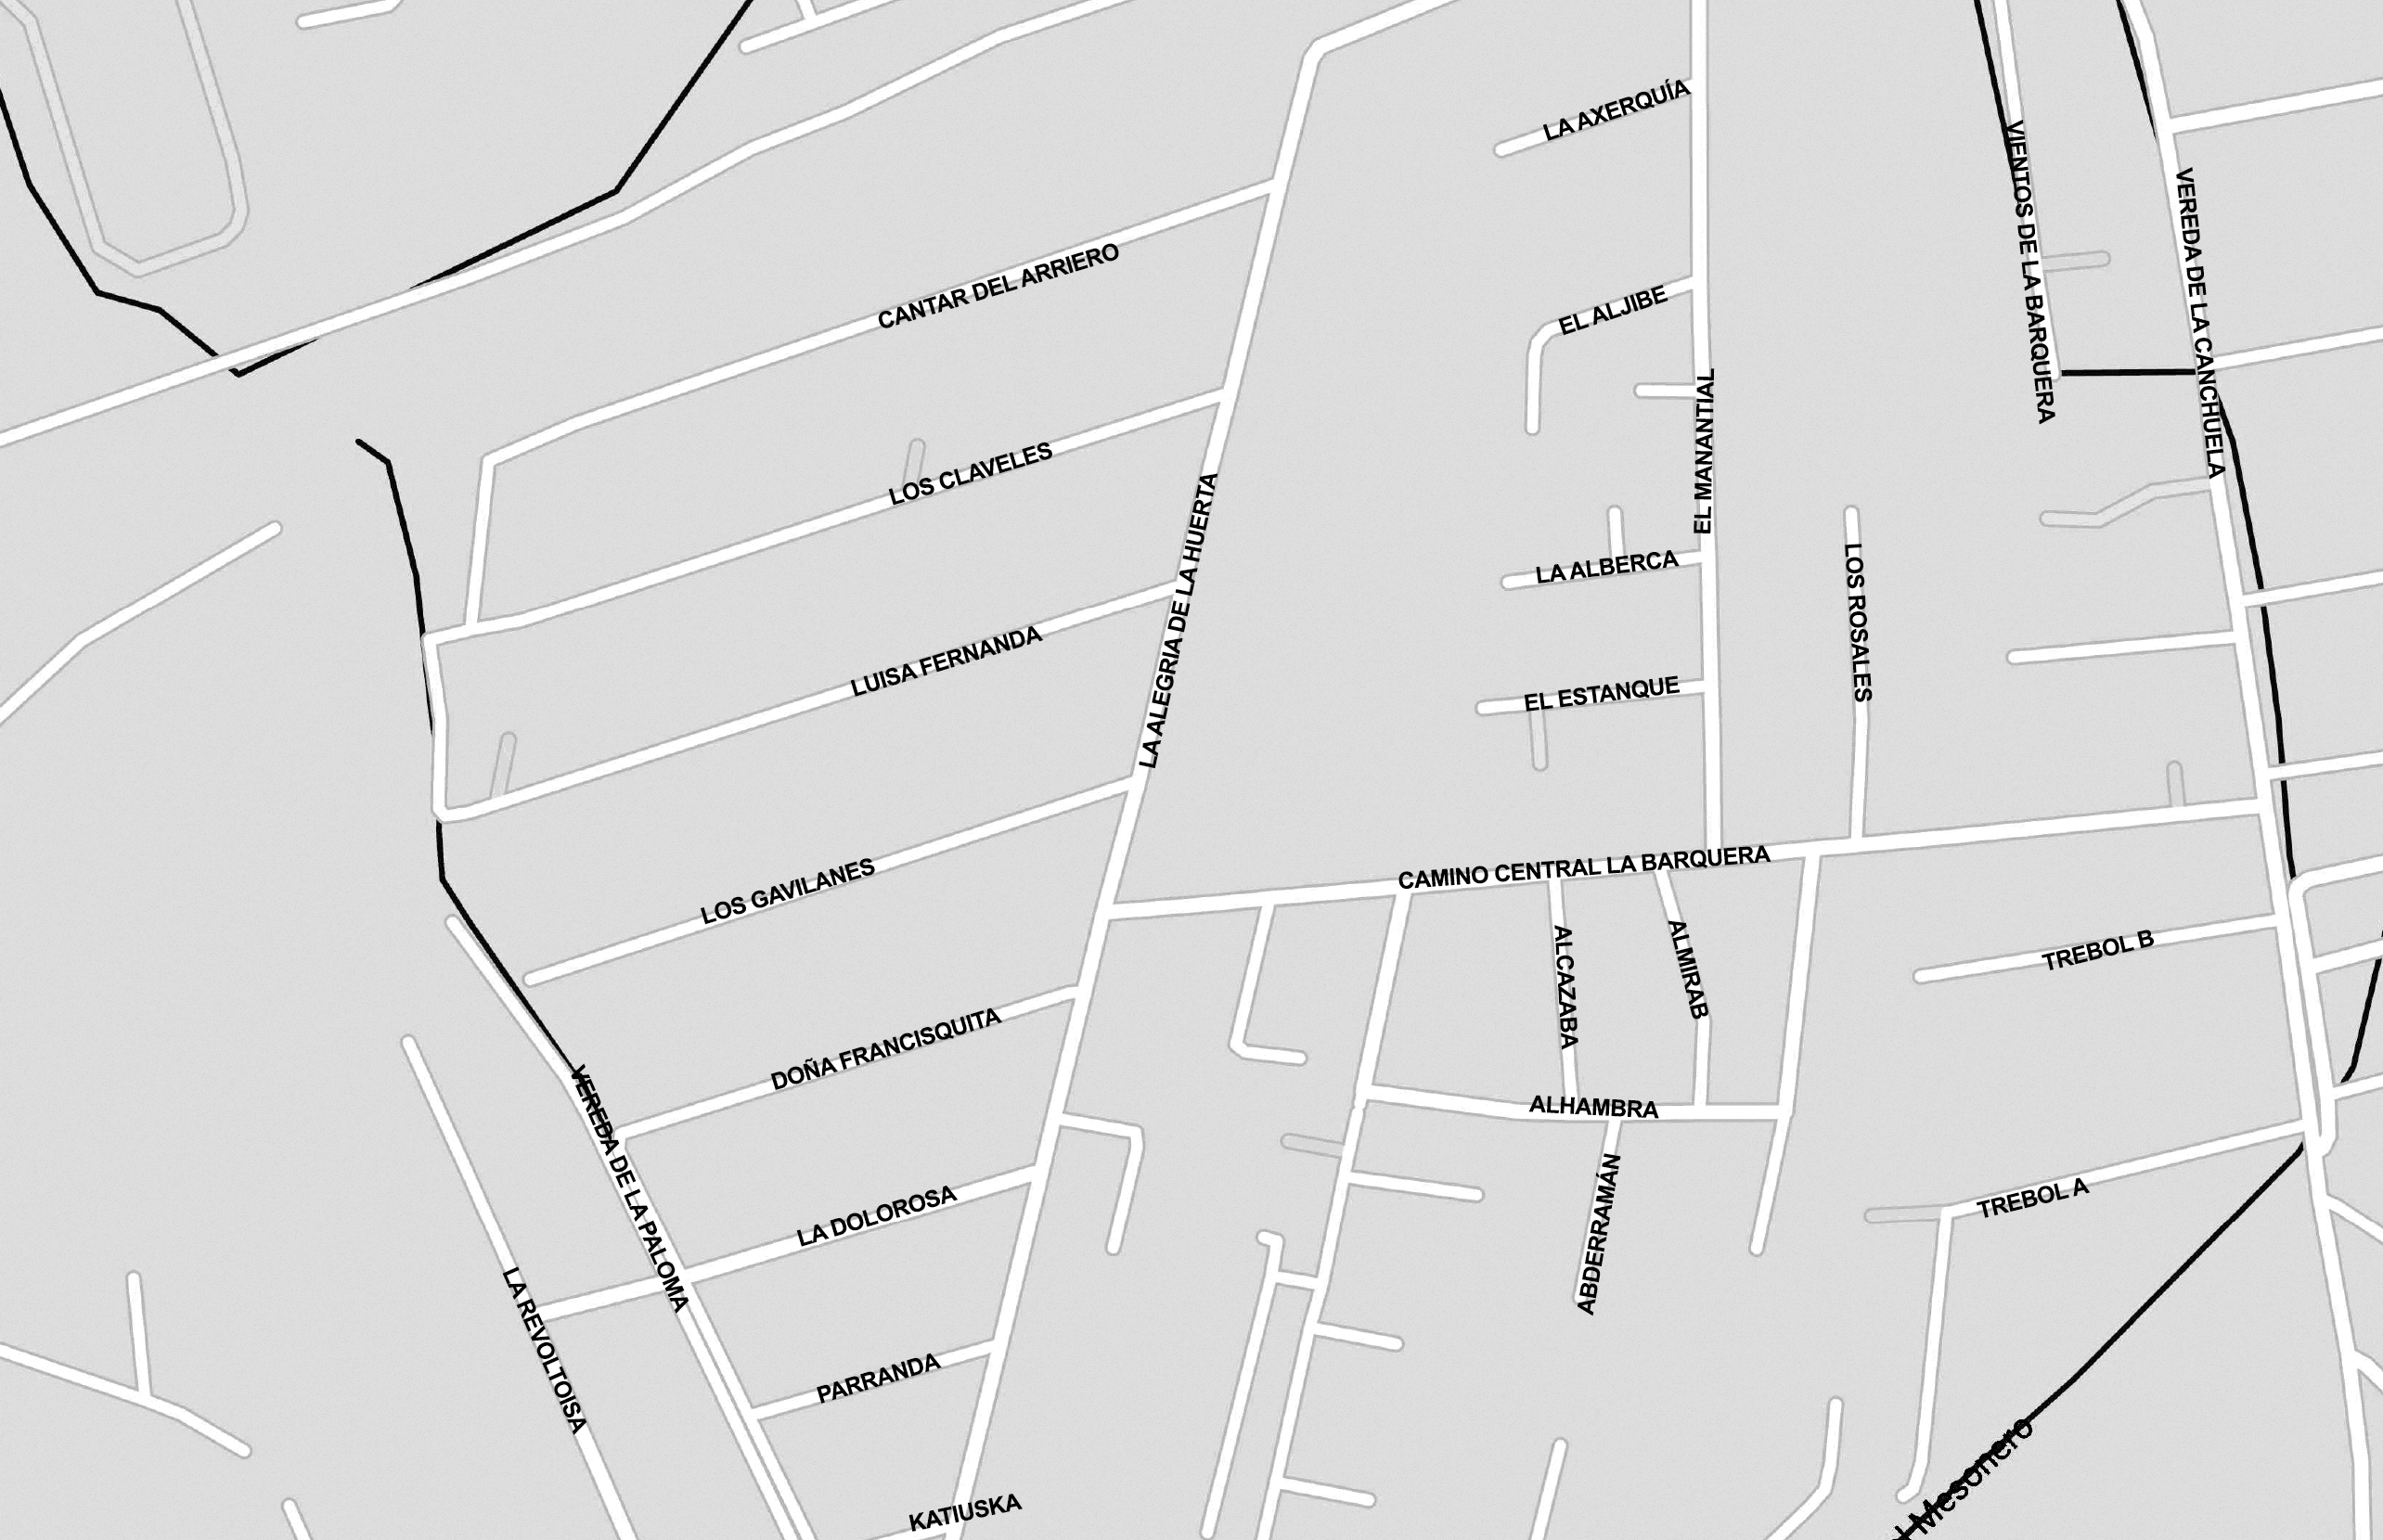 LA AXERQUÍA
VIENTOS DE LA BARQUERA
VEREDA DE LA CANCHUELA
CANTAR DEL ARRIERO
EL ALJIBE
EL MANANTIAL
LOS CLAVELES
LA ALEGRIA DE LA HUERTA
LA ALBERCA
LOS ROSALES
LUISA FERNANDA
EL ESTANQUE
CAMINO CENTRAL LA BARQUERA
LOS GAVILANES
ALCAZABA
ALMIRAB
TREBOL B
DOÑA FRANCISQUITA
VEREDA DE LA PALOMA
ALHAMBRA
ABDERRAMÁN
TREBOL A
LA DOLOROSA
LA REVOLTOISA
PARRANDA
Mesonero
KATIUSKA